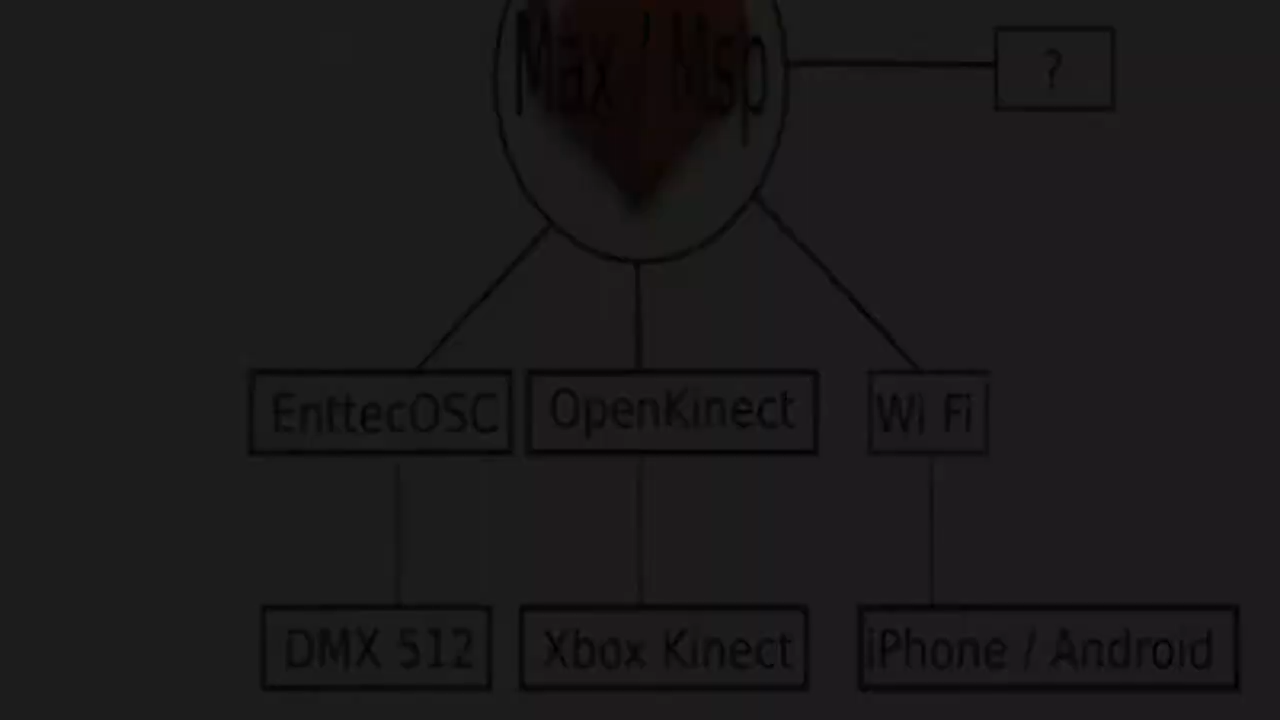 Max / Msp
?
EnttecOSC
OpenKinect
Wi Fi
DMX 512
Xbox Kinect
iPhone / Android